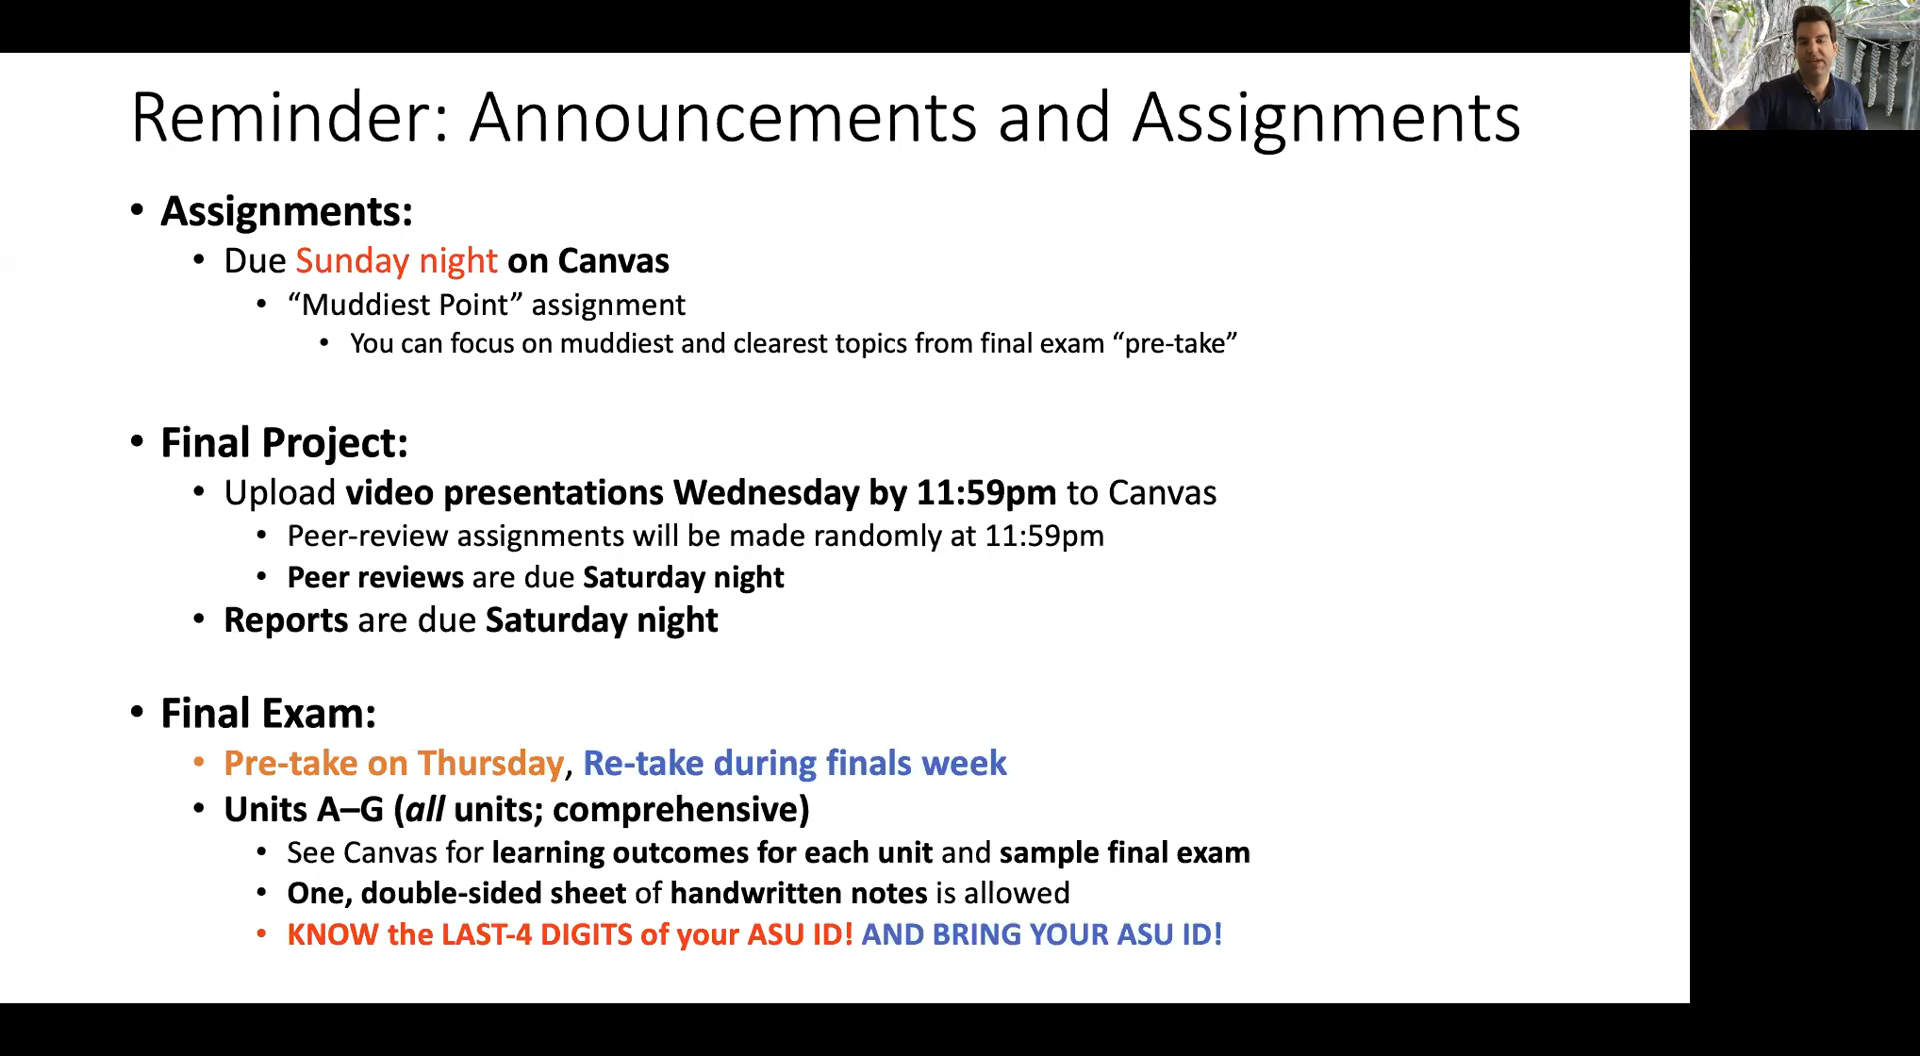 Reminder: Announcements and Assignments
• Assignments:
• Due Sunday night on Canvas
• “Muddiest Point” assignment
• You can focus on muddiest and clearest topics from final exam “pre-take”
• Final Project:
• Upload video presentations Wednesday by 11:59pm to Canvas
• Peer-review assignments will be made randomly at 11:59pm
• Peer reviews are due Saturday night
• Reports are due Saturday night
• Final Exam:
• Pre-take on Thursday, Re-take during finals week
• Units A–G (all units; comprehensive)
• See Canvas for learning outcomes for each unit and sample final exam
• One, double-sided sheet of handwritten notes is allowed
• KNOW the LAST-4 DIGITS of your ASU ID! AND BRING YOUR ASU ID!